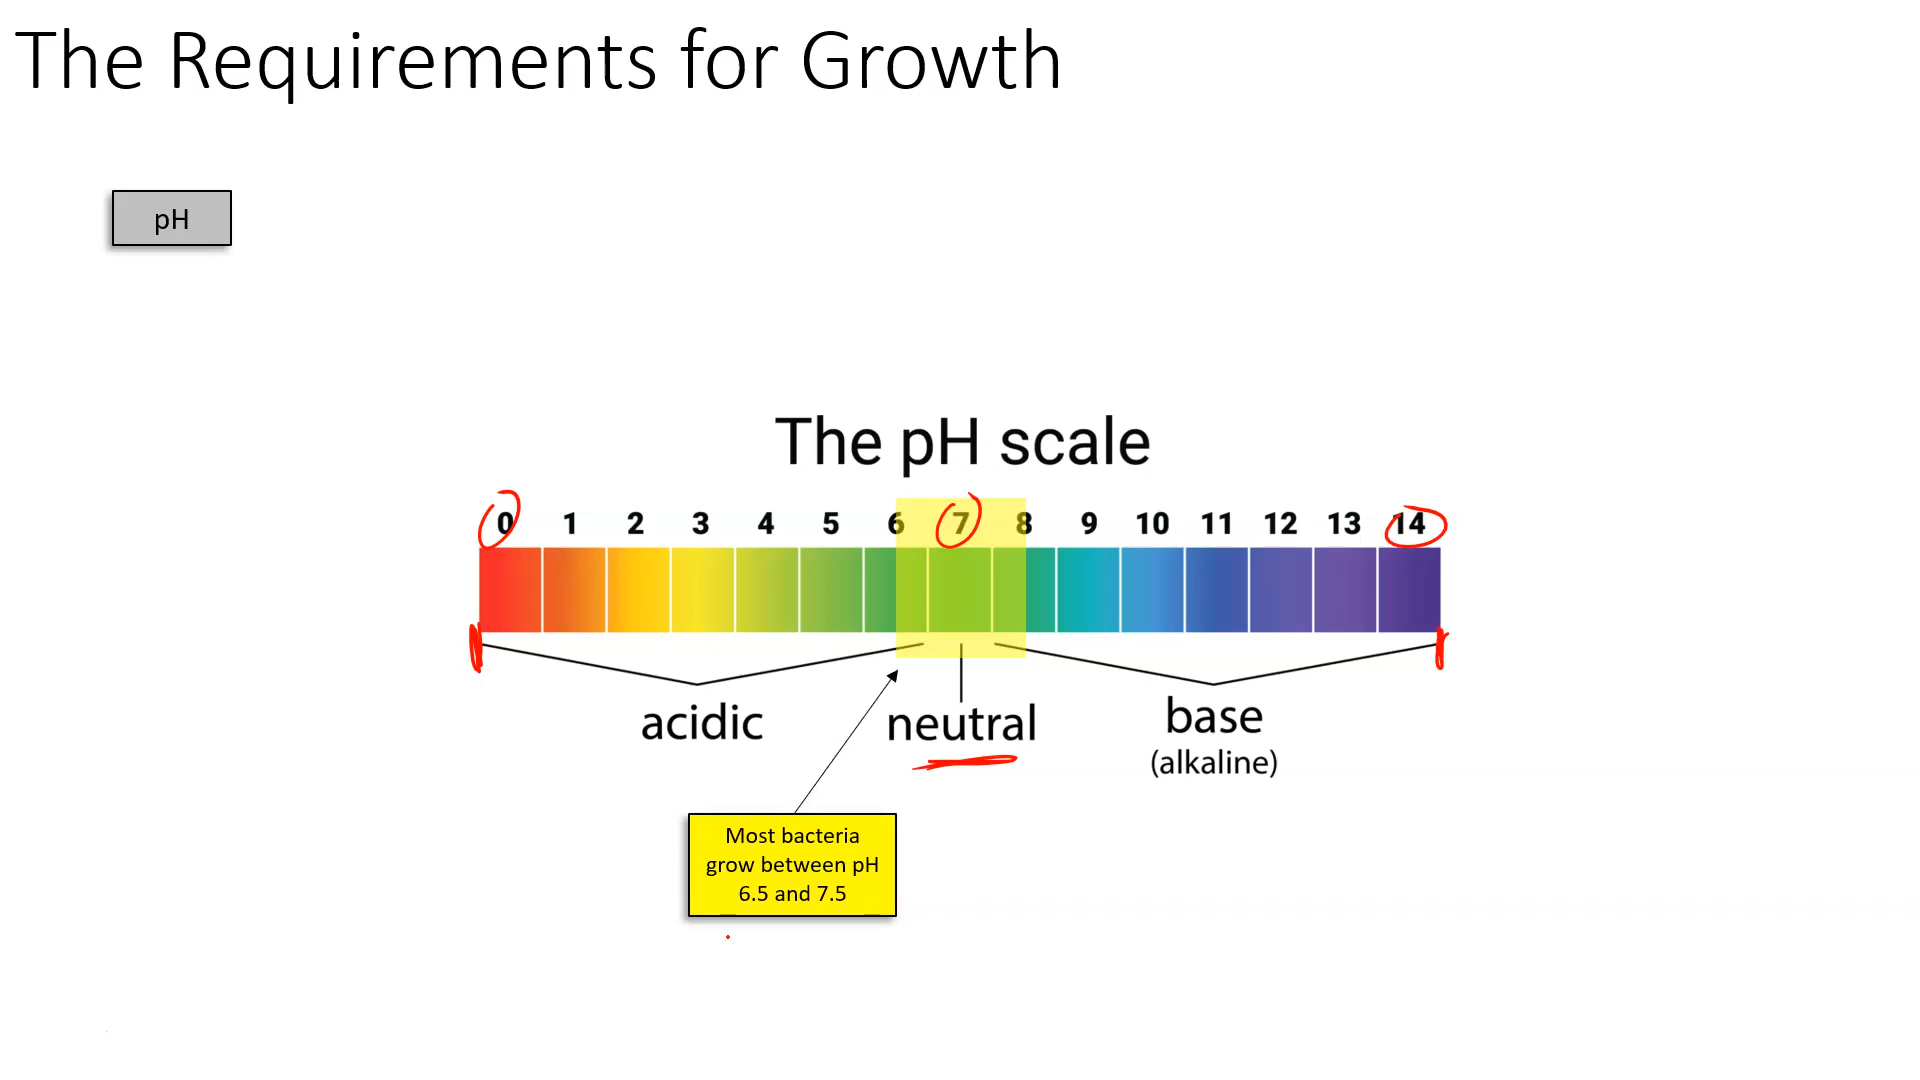 The Requirements for Growth
pH
The pH scale
0 1 2 3 4 5 6 7 8 9 10 11 12 13 14
acidic neutral base
(alkaline)
Most bacteria
grow between pH
6.5 and 7.5